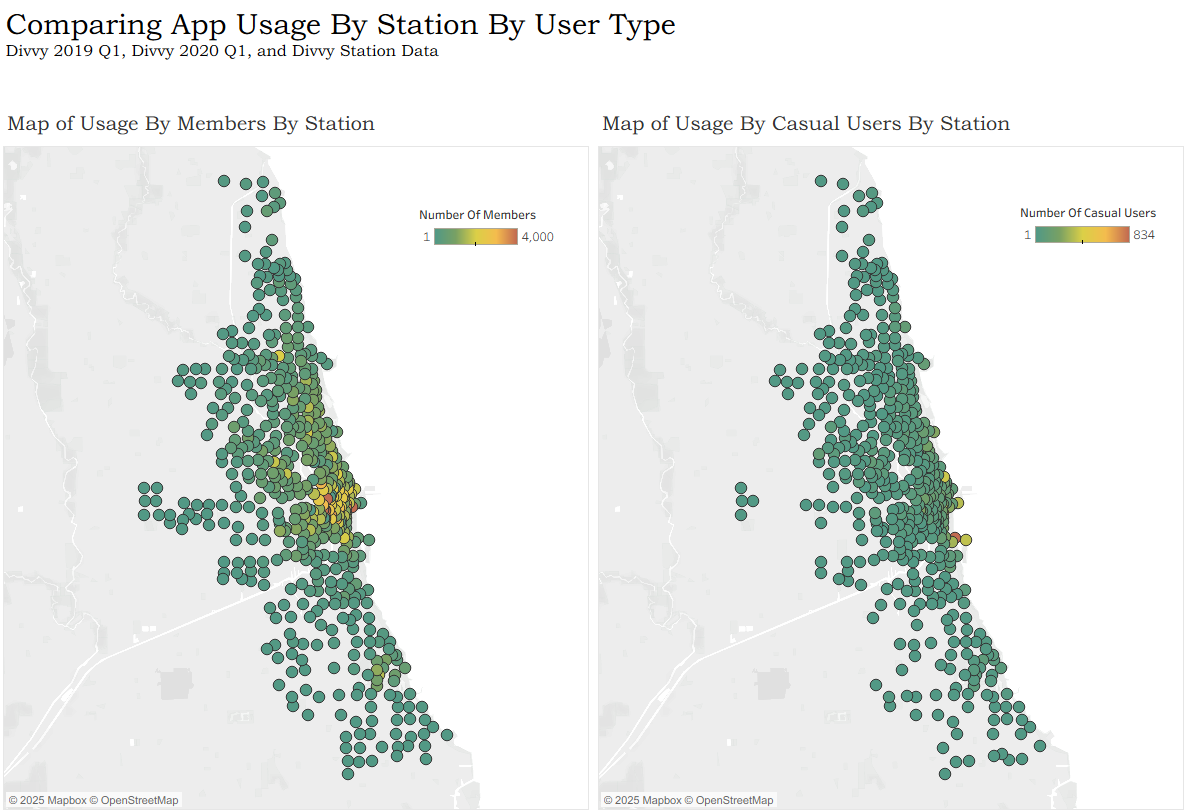 Comparing App Usage By Station By User Type
Divvy 2019 Q1, Divvy 2020 Q1, and Divvy Station Data
Map of Usage By Members By Station
Map of Usage By Casual Users By Station
Number Of Members
1 4,000
Number Of Casual Users
1 834
© 2025 Mapbox © OpenStreetMap
© 2025 Mapbox © OpenStreetMap